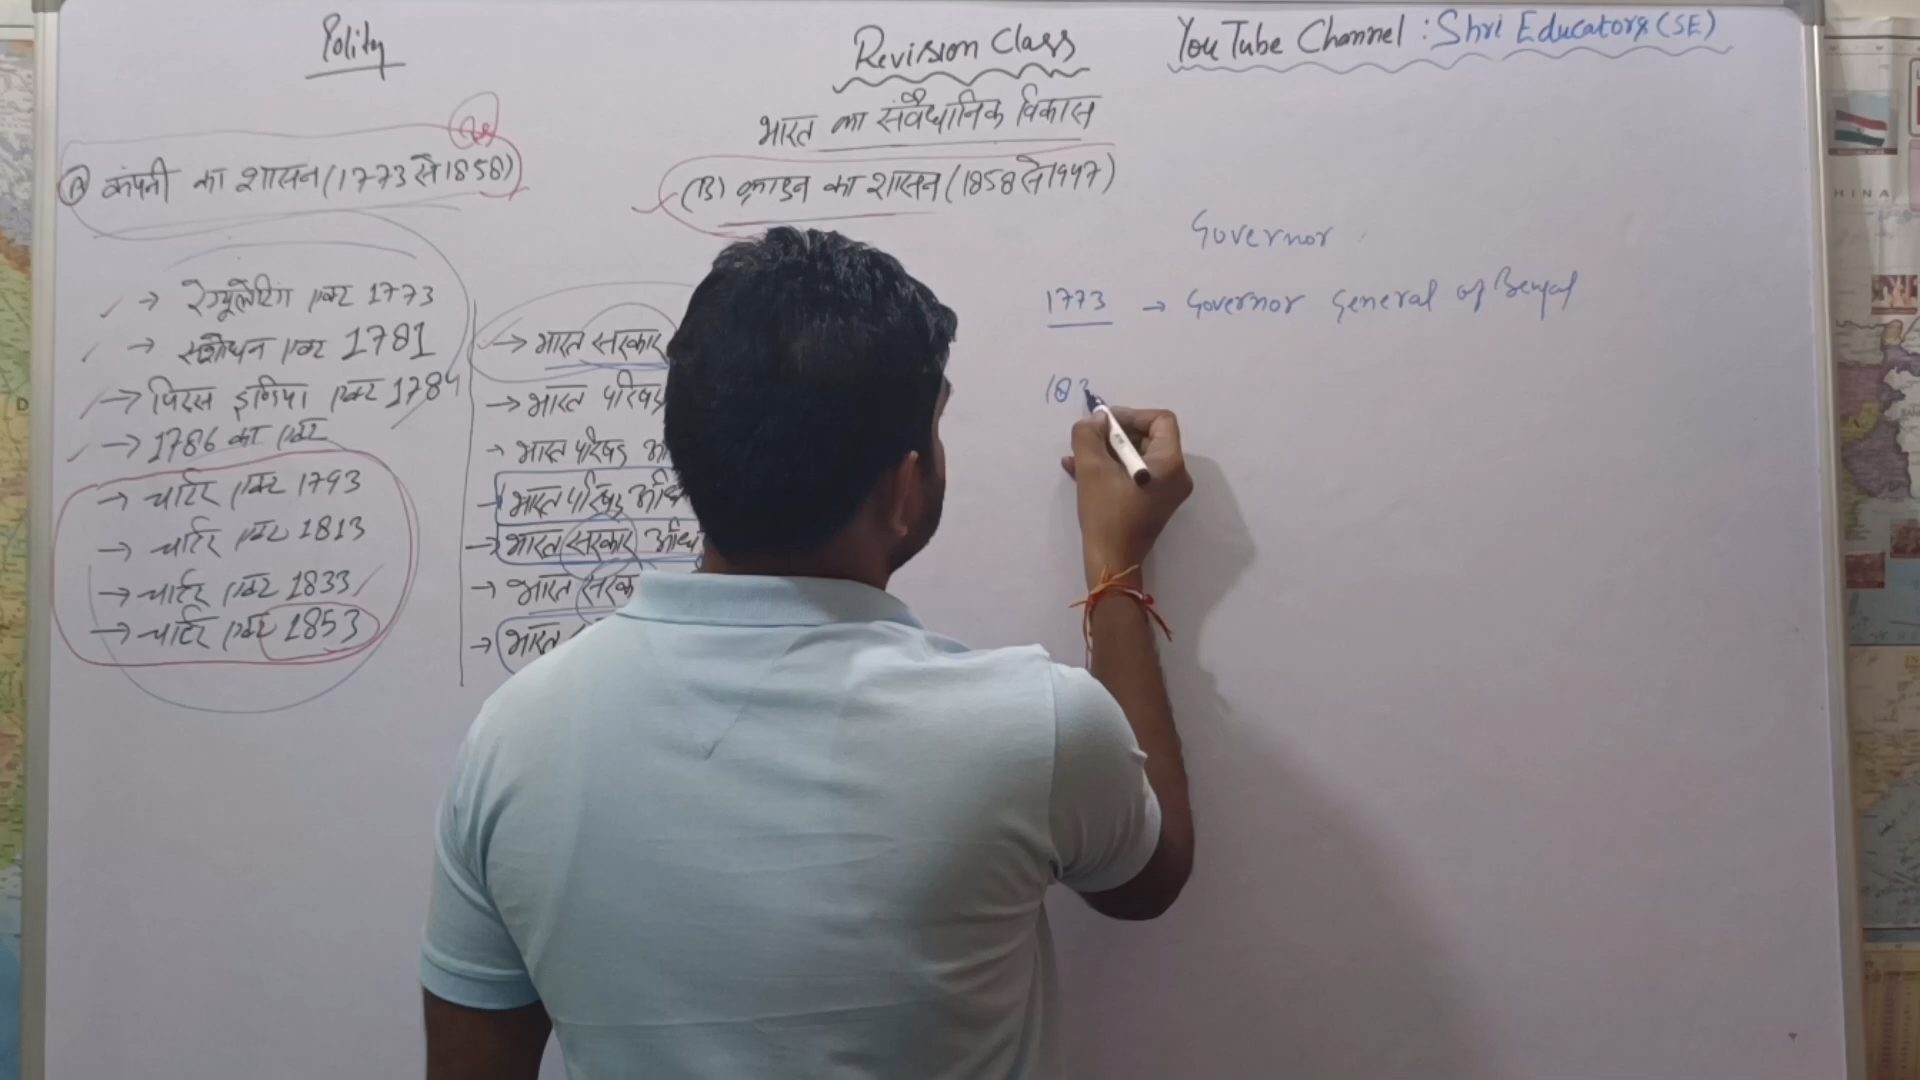 Polity
Revision Class
YouTube Channel : Shri Educators (SE)
भारत का संवैधानिक विकास
(A) कंपनी का शासन (1773 से 1858)
(B) क्राउन का शासन (1858 से 1947)
Governor
→ रेग्यूलेटिंग एक्ट 1773
→ संशोधन एक्ट 1781
→ पिट्स इण्डिया एक्ट 1784
→ 1786 का एक्ट
→ चार्टर एक्ट 1793
→ चार्टर एक्ट 1813
→ चार्टर एक्ट 1833
→ चार्टर एक्ट 1853
→ भारत सरकार
→ भारत परिषद
→ भारत परिषद
→ भारत परिषद
→ भारत सरकार
→ भारत
→ भारत
1773 → Governor General of Bengal
183
HINA